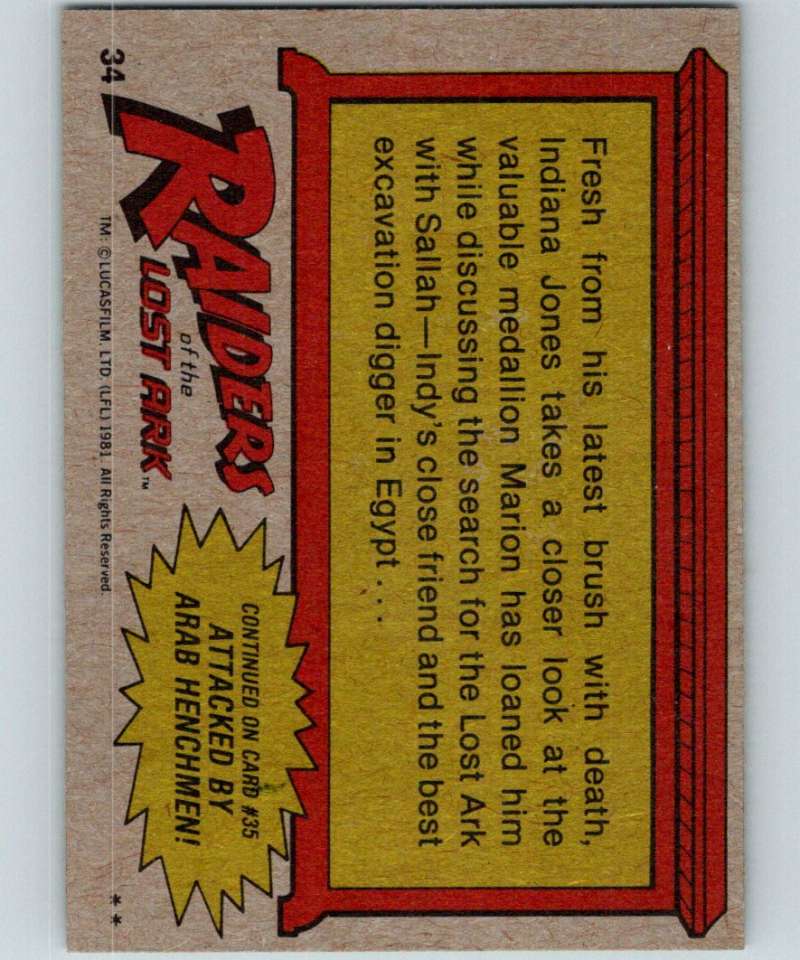 Fresh from his latest brush with death,
Indiana Jones takes a closer look at the
valuable medallion Marion has loaned him
while discussing the search for the Lost Ark
with Sallah—Indy's close friend and the best
excavation digger in Egypt . . .
RAIDERS
of the
LOST ARK™
CONTINUED ON CARD #35
ATTACKED BY
ARAB HENCHMEN!
34
TM: ©LUCASFILM, LTD. (LFL) 1981. All Rights Reserved.
* *